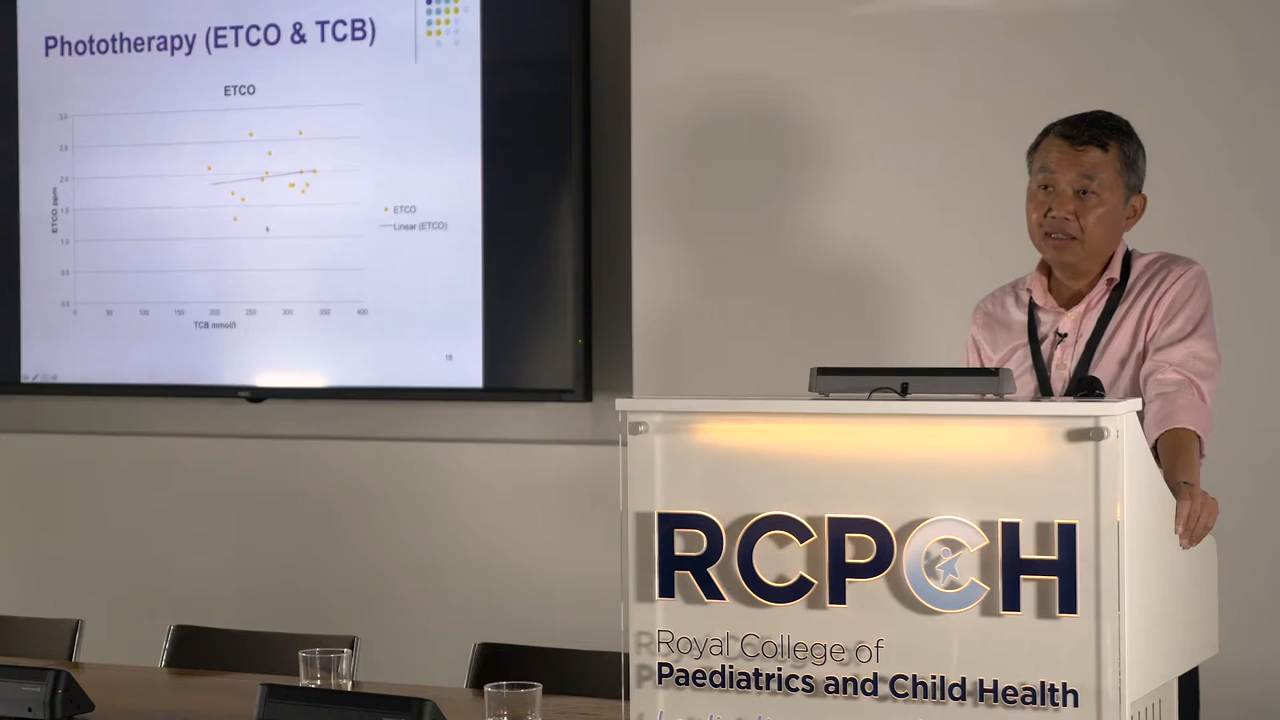 Phototherapy (ETCO & TCB)
ETCO
3.0
2.5
2.0
1.5
1.0
0.5
0.0
ETCO ppm
0 50 100 150 200 250 300 350 400
TCB mmol/l
ETCO
Linear (ETCO)
18
RCPCH
Royal College of
Paediatrics and Child Health